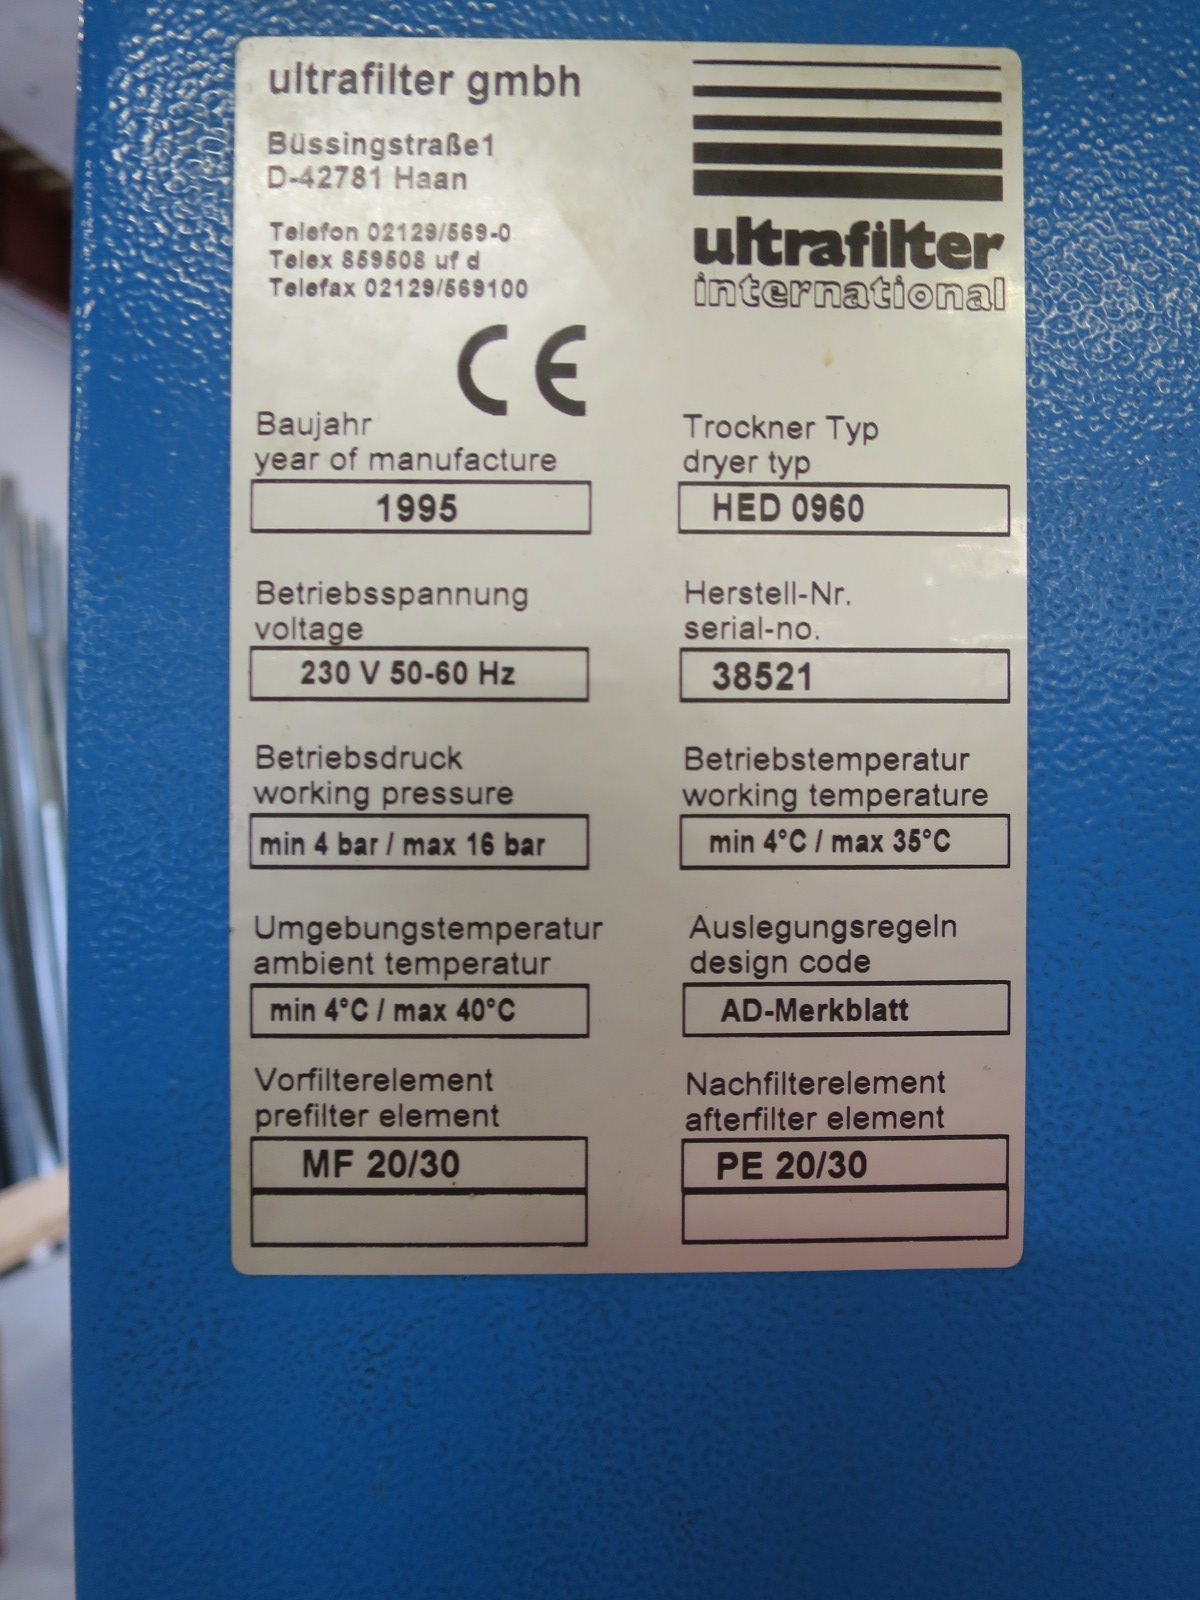 ultrafilter gmbh
Büssingstraße1
D-42781 Haan
Telefon 02129/569-0
Telex 859508 uf d
Telefax 02129/569100
ultrafilter
international
CE
Baujahr
year of manufacture
1995
Trockner Typ
dryer typ
HED 0960
Betriebsspannung
voltage
230 V 50-60 Hz
Herstell-Nr.
serial-no.
38521
Betriebsdruck
working pressure
min 4 bar / max 16 bar
Betriebstemperatur
working temperature
min 4°C / max 35°C
Umgebungstemperatur
ambient temperatur
min 4°C / max 40°C
Auslegungsregeln
design code
AD-Merkblatt
Vorfilterelement
prefilter element
MF 20/30
Nachfilterelement
afterfilter element
PE 20/30